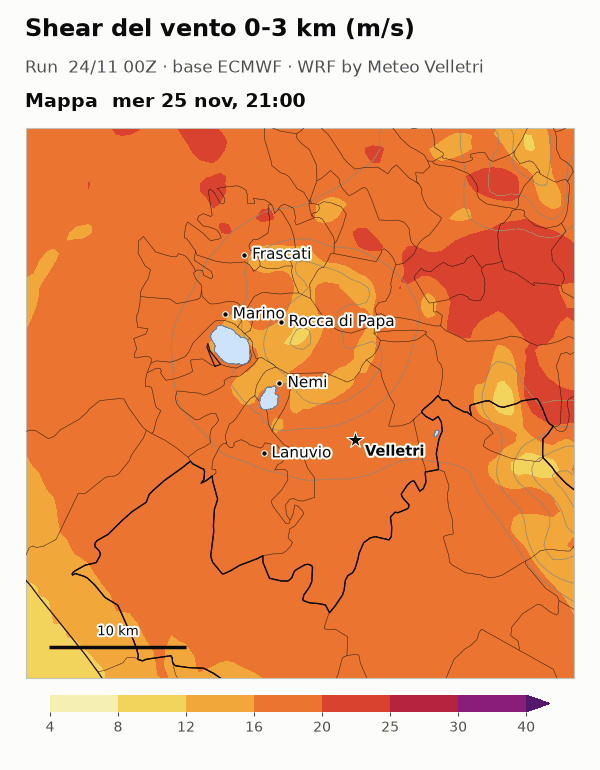 Shear del vento 0-3 km (m/s)
Run  24/11 00Z · base ECMWF · WRF by Meteo Velletri
Mappa  mer 25 nov, 21:00
Frascati
Marino
Rocca di Papa
Nemi
Velletri
Lanuvio
10 km
4 8 12 16 20 25 30 40